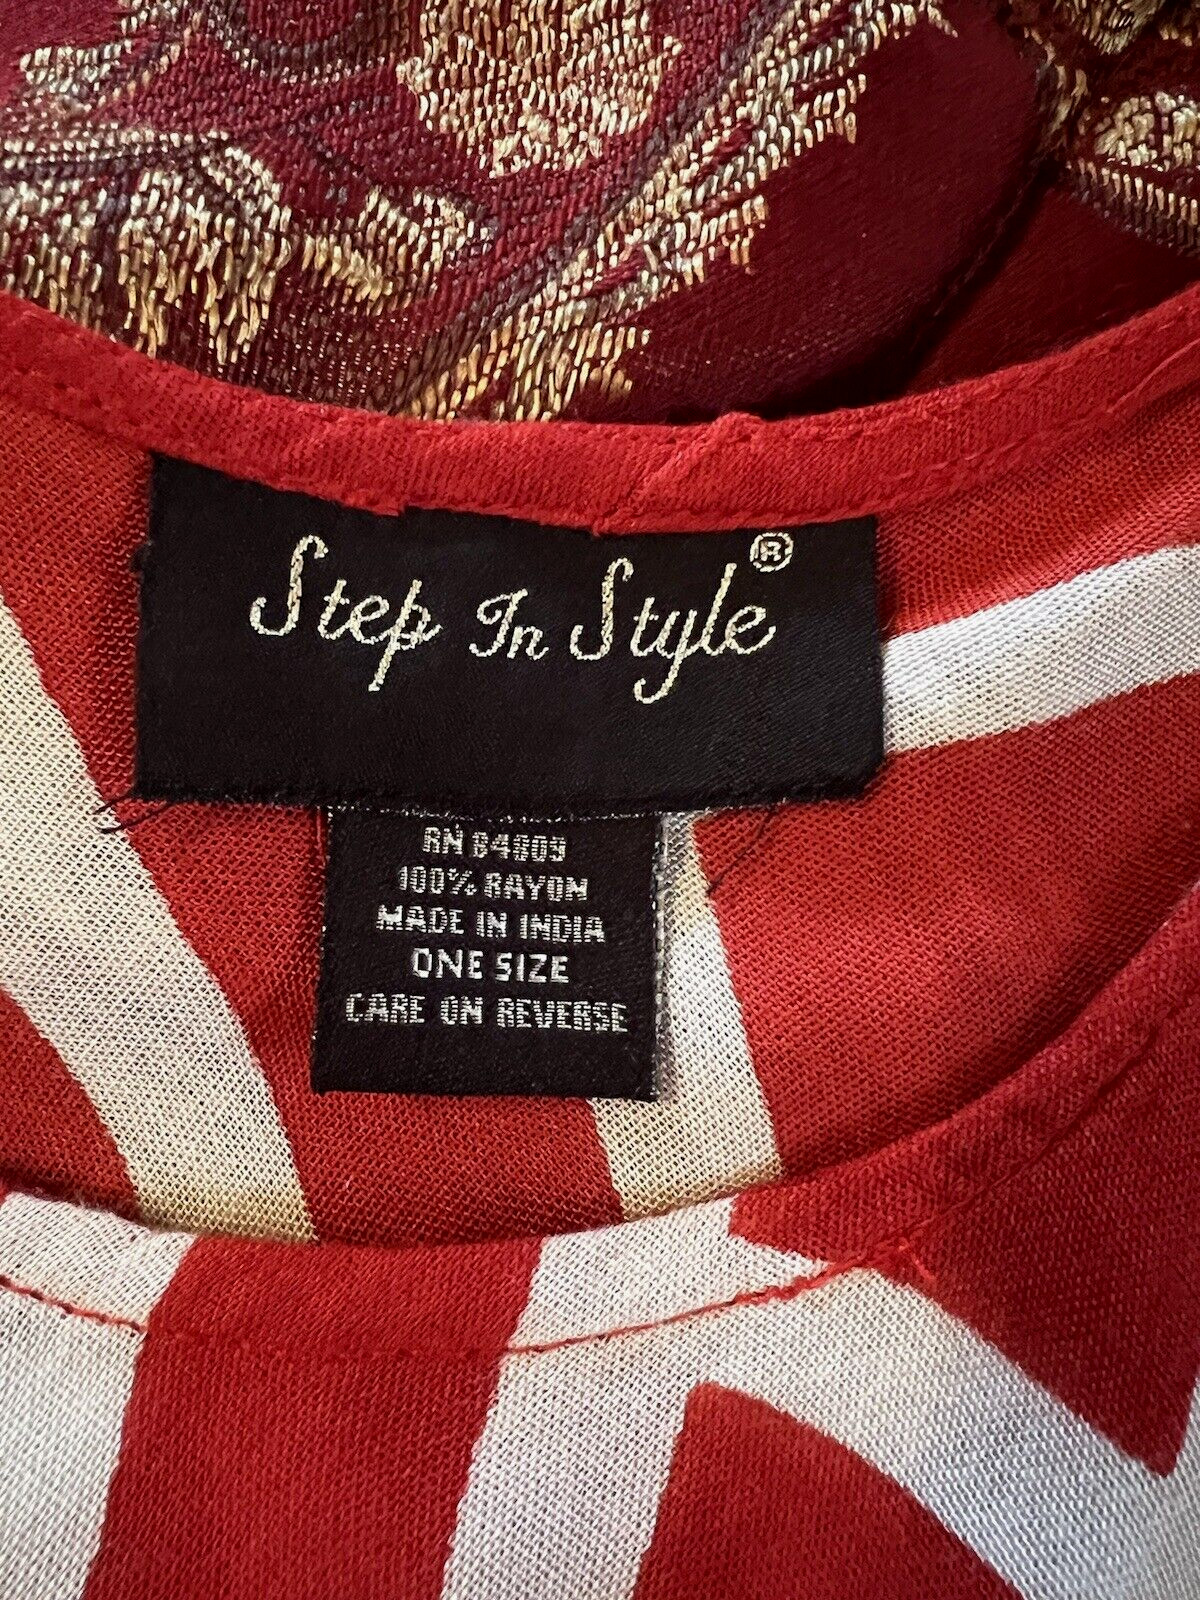 Step In Style®
RN 84809
100% RAYON
MADE IN INDIA
ONE SIZE
CARE ON REVERSE